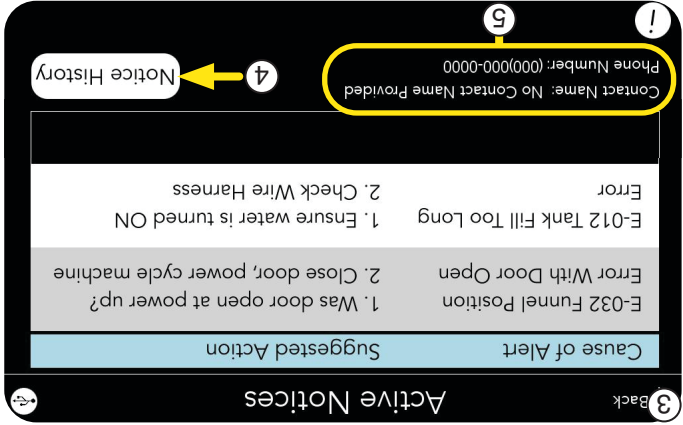 3 Back
Active Notices
Cause of Alert
Suggested Action
E-032 Funnel Position
Error With Door Open
1. Was door open at power up?
2. Close door, power cycle machine
E-012 Tank Fill Too Long
Error
1. Ensure water is turned ON
2. Check Wire Harness
Contact Name: No Contact Name Provided
Phone Number: (000)000-0000
4
Notice History
i
5